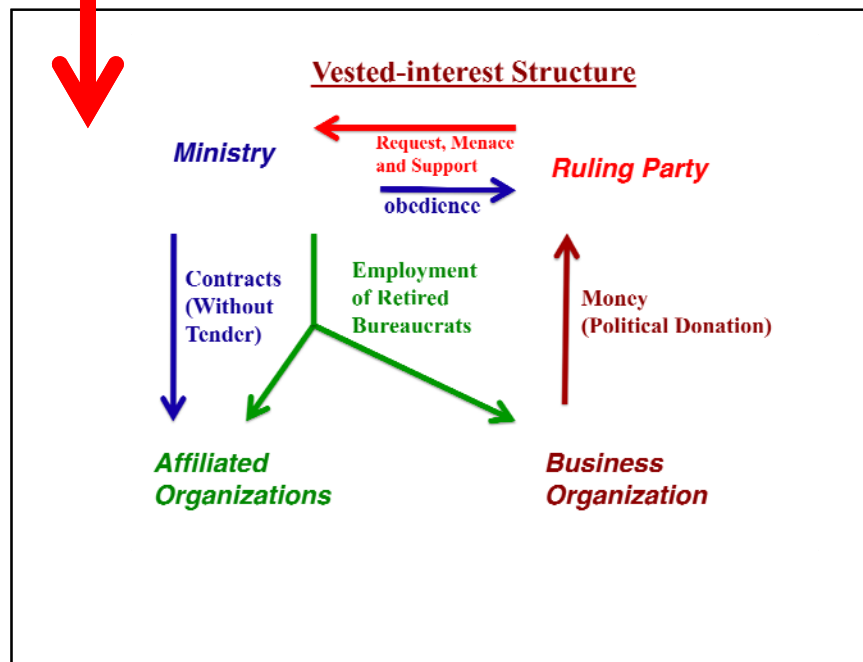 Vested-interest Structure
Request, Menace
and Support
Ministry
Ruling Party
obedience
Contracts
(Without
Tender)
Employment
of Retired
Bureaucrats
Money
(Political Donation)
Affiliated
Organizations
Business
Organization